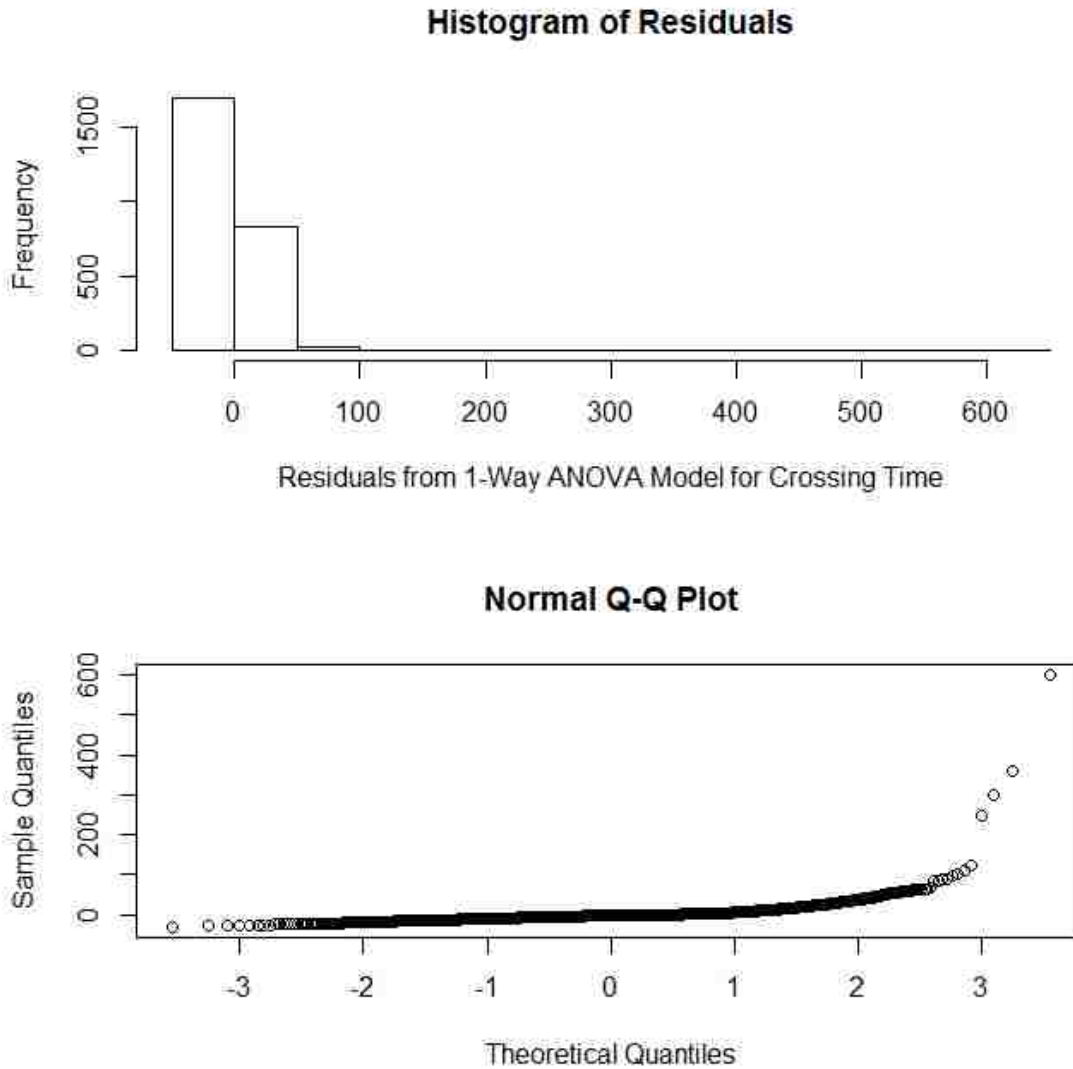 Histogram of Residuals
Frequency
0 500 1500
0 100 200 300 400 500 600
Residuals from 1-Way ANOVA Model for Crossing Time
Normal Q-Q Plot
Sample Quantiles
0 200 400 600
-3 -2 -1 0 1 2 3
Theoretical Quantiles